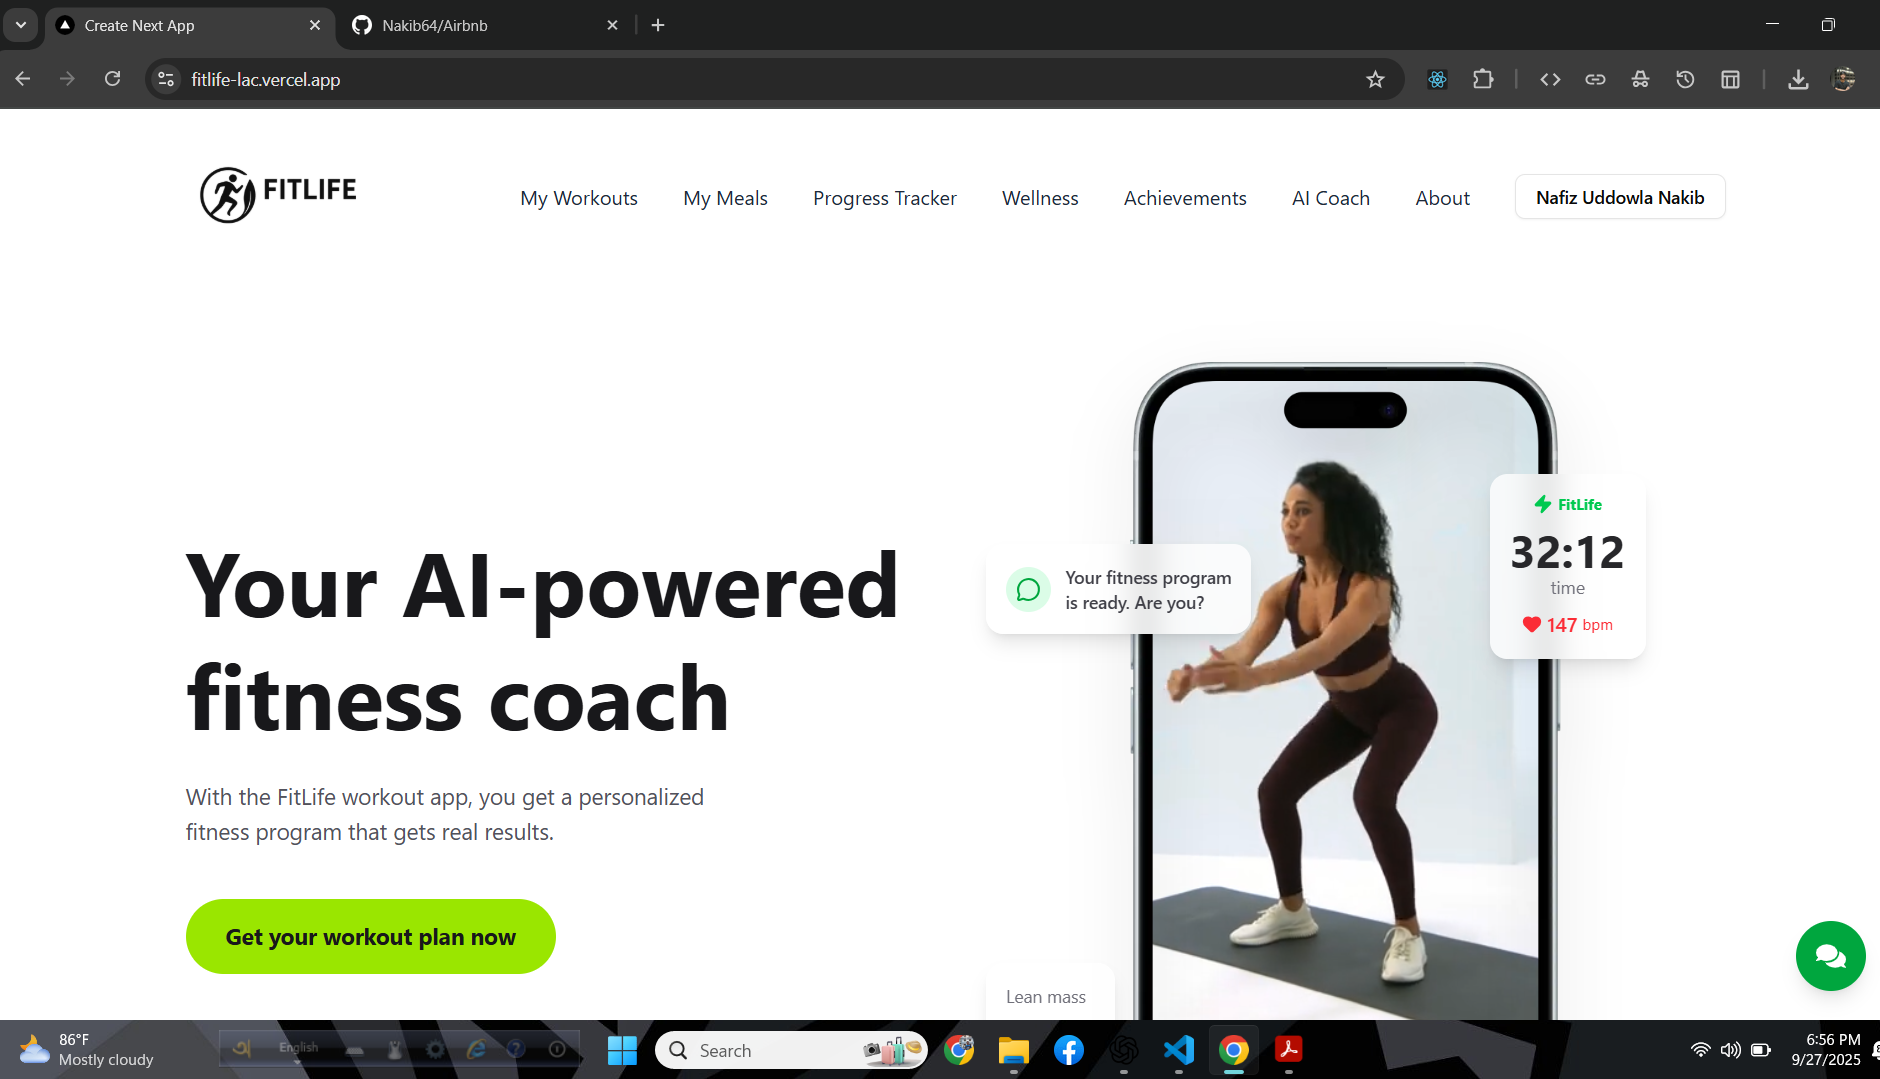 Create Next App
Nakib64/Airbnb
fitlife-lac.vercel.app
FITLIFE
My Workouts
My Meals
Progress Tracker
Wellness
Achievements
AI Coach
About
Nafiz Uddowla Nakib
Your AI-powered
fitness coach
With the FitLife workout app, you get a personalized
fitness program that gets real results.
Get your workout plan now
Your fitness program
is ready. Are you?
FitLife
32:12
time
147 bpm
Lean mass
86°F
Mostly cloudy
English
Search
6:56 PM
9/27/2025